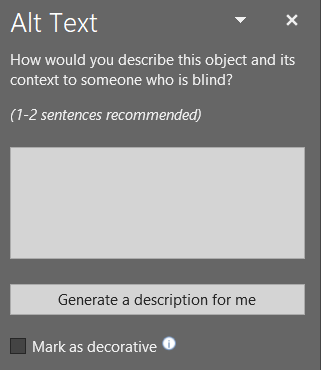 Alt Text
How would you describe this object and its
context to someone who is blind?
(1-2 sentences recommended)
Generate a description for me
Mark as decorative